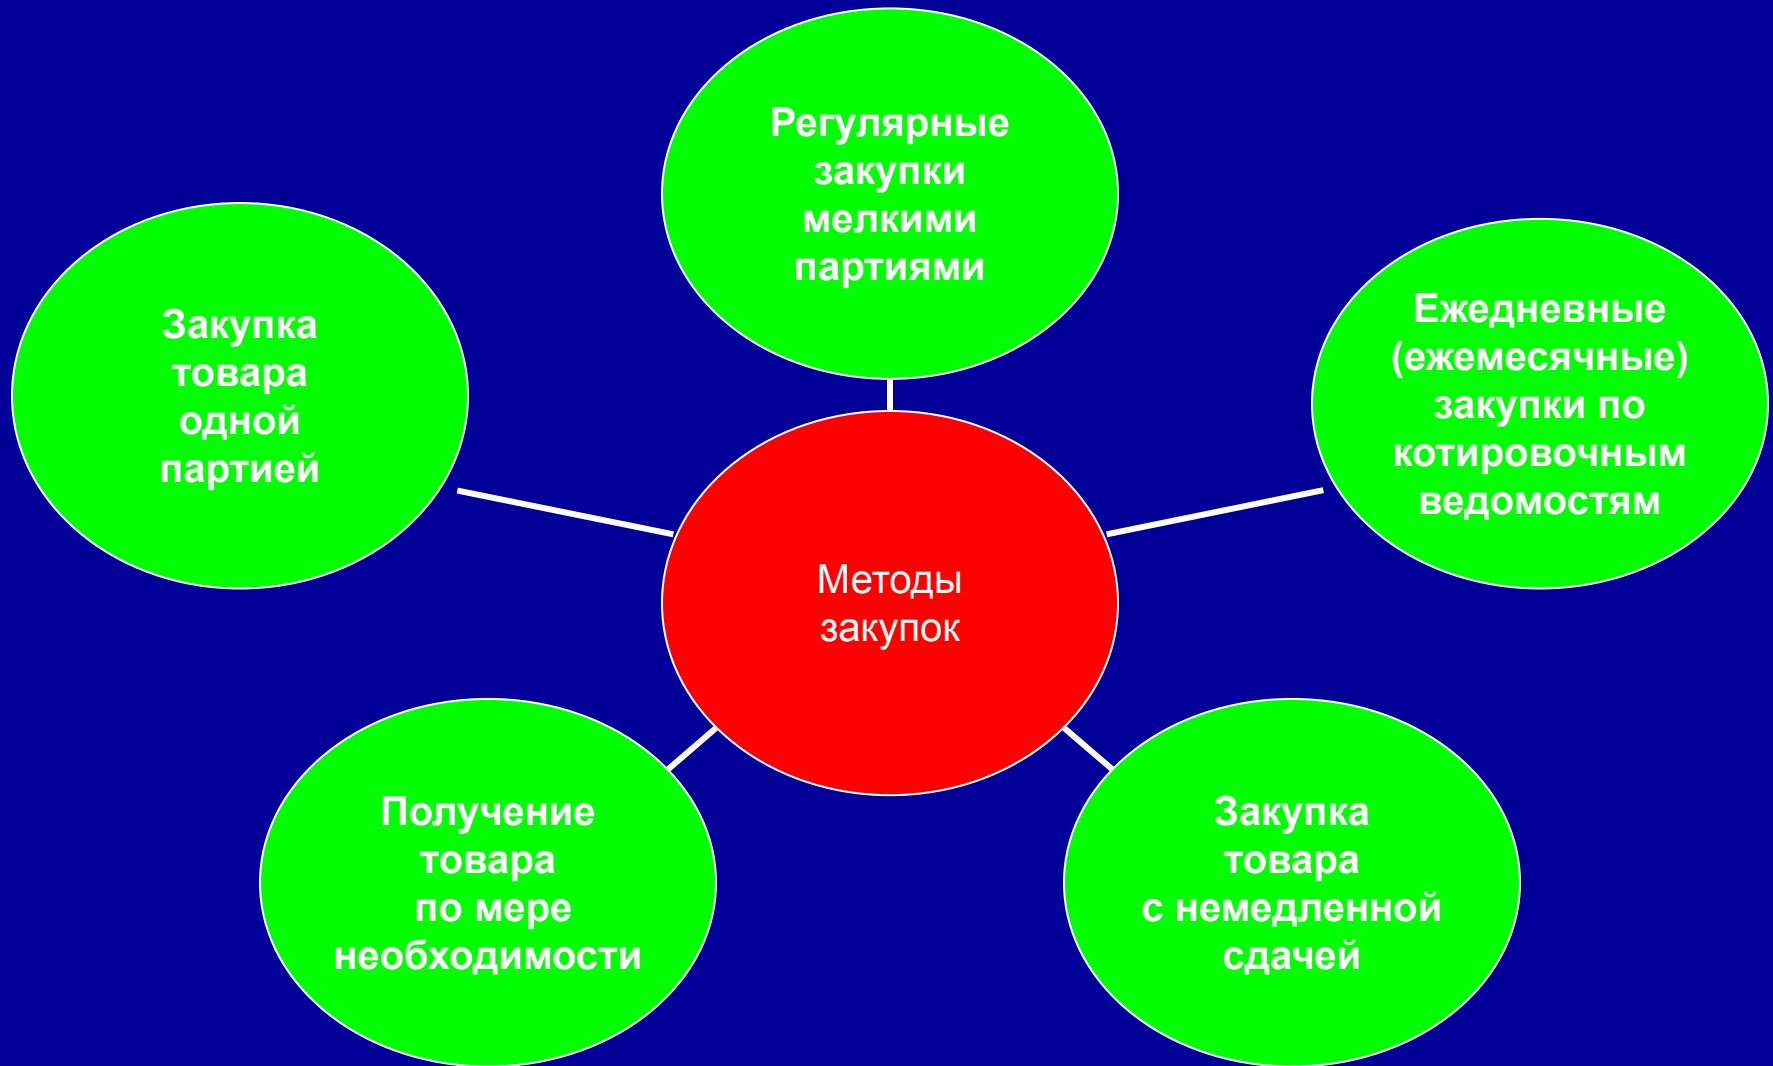 Регулярные
закупки
мелкими
партиями
Закупка
товара
одной
партией
Ежедневные
(ежемесячные)
закупки по
котировочным
ведомостям
Методы
закупок
Получение
товара
по мере
необходимости
Закупка
товара
с немедленной
сдачей